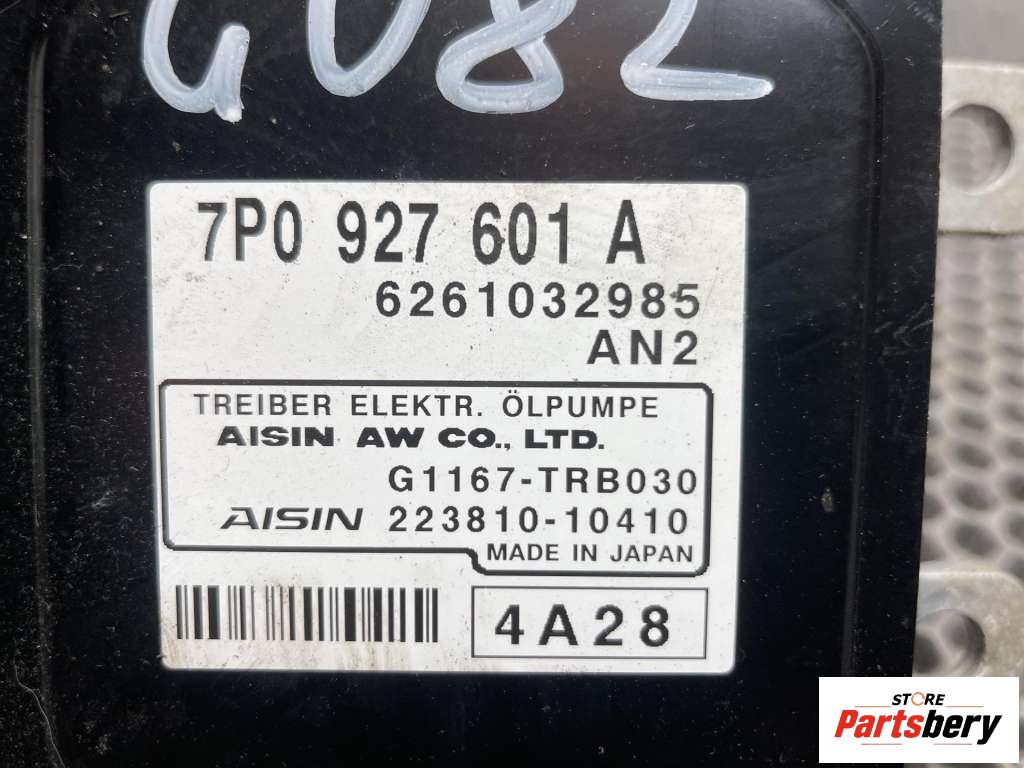 G082
7P0 927 601 A
6261032985
AN2
TREIBER ELEKTR. ÖLPUMPE
AISIN AW CO., LTD.
G1167-TRB030
AISIN 223810-10410
MADE IN JAPAN
4A28
STORE
Partsbery